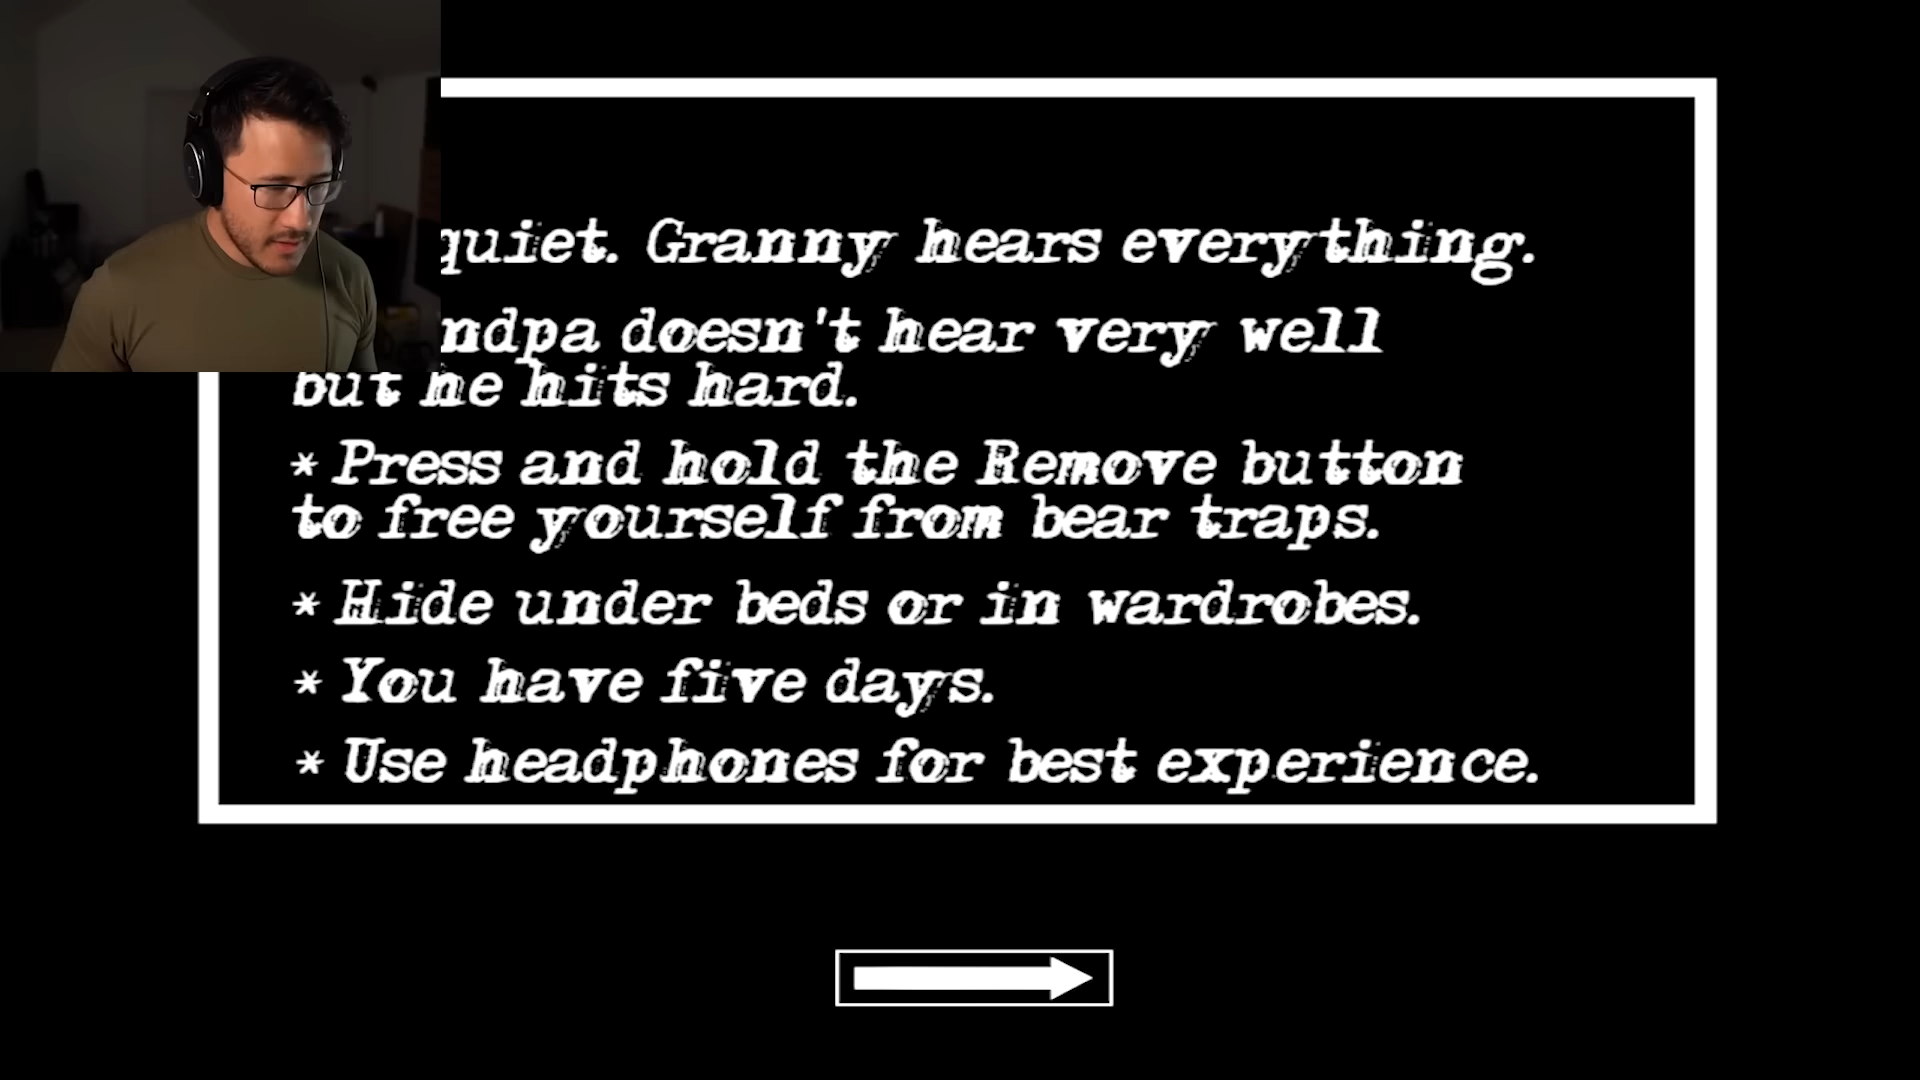 quiet. Granny hears everything.
doesn't hear very well
but he hits hard.
* Press and hold the Remove button
to free yourself from bear traps.
* Hide under beds or in wardrobes.
* You have five days.
* Use headphones for best experience.